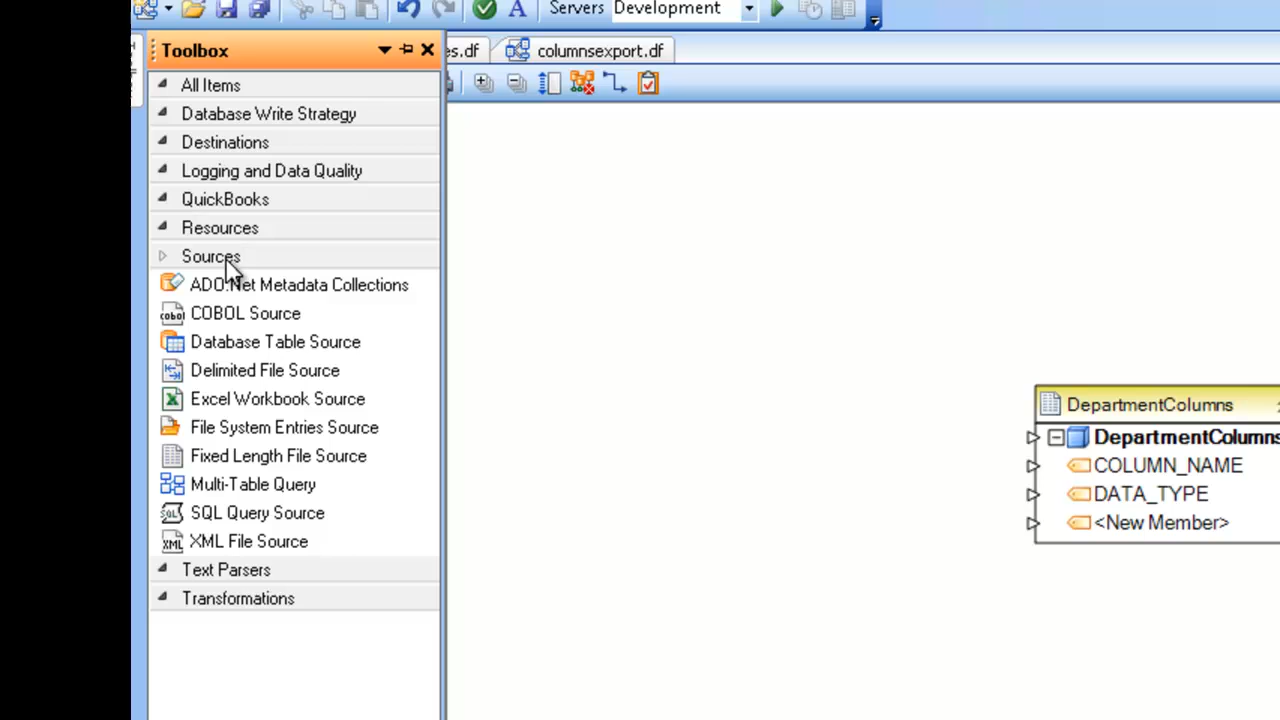 Servers Development
Toolbox
es.df
columnsexport.df
All Items
Database Write Strategy
Destinations
Logging and Data Quality
QuickBooks
Resources
Sources
ADO.Net Metadata Collections
COBOL Source
Database Table Source
Delimited File Source
Excel Workbook Source
File System Entries Source
Fixed Length File Source
Multi-Table Query
SQL Query Source
XML File Source
Text Parsers
Transformations
DepartmentColumns
DepartmentColumns
COLUMN_NAME
DATA_TYPE
<New Member>